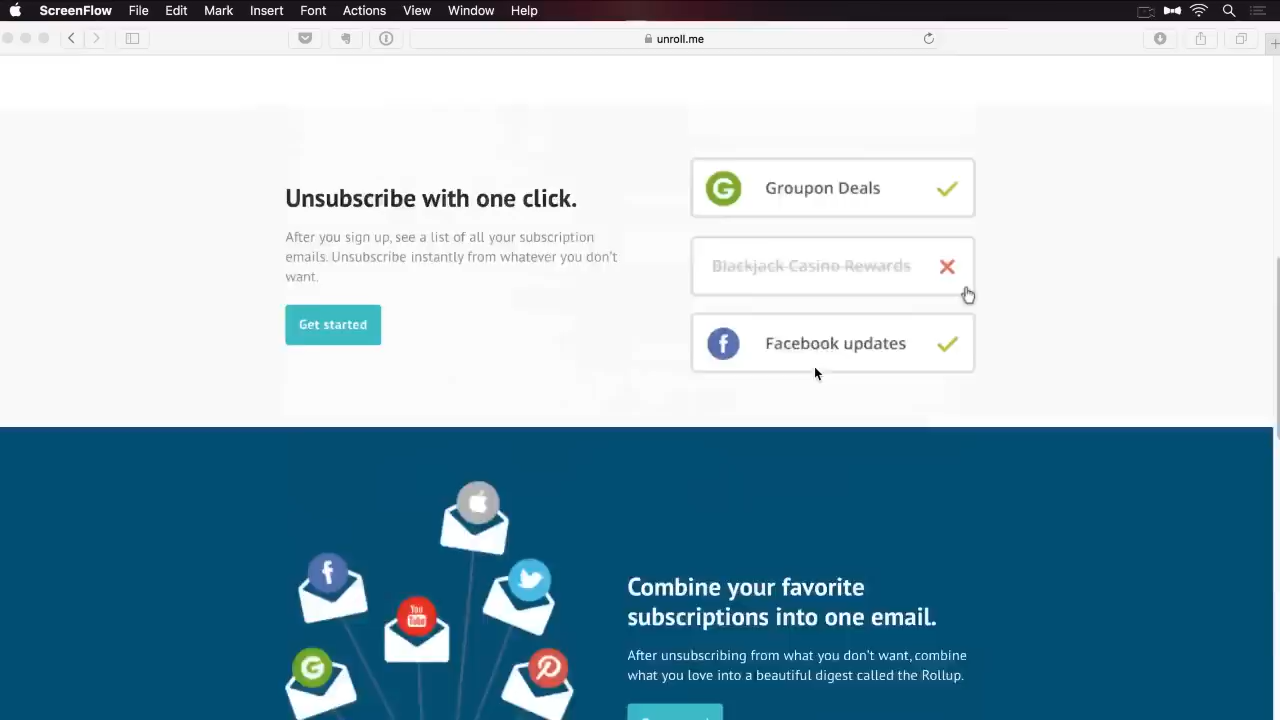 ScreenFlow File Edit Mark Insert Font Actions View Window Help
unroll.me
Unsubscribe with one click.
After you sign up, see a list of all your subscription
emails. Unsubscribe instantly from whatever you don't
want.
Get started
Groupon Deals
Blackjack Casino Rewards
Facebook updates
You
Tube
Combine your favorite
subscriptions into one email.
After unsubscribing from what you don't want, combine
what you love into a beautiful digest called the Rollup.